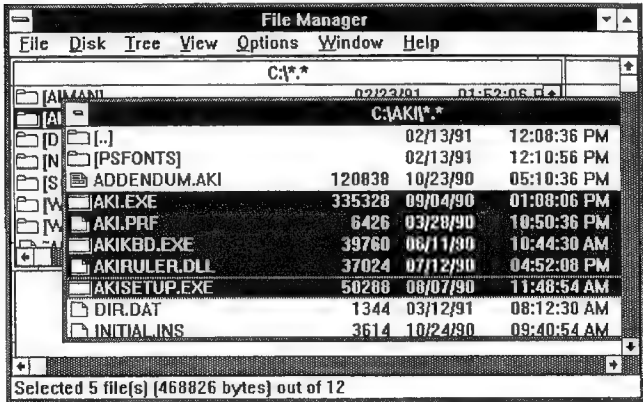 File Manager
File Disk Tree View Options Window Help
C:\*.*
[AIMAN] 02/23/91 01:52:06 P
[A
[D
[N
[S
[W
[W
C:\AKI\*.*
[..] 02/13/91 12:08:36 PM
[PSFONTS] 02/13/91 12:10:56 PM
ADDENDUM.AKI 120838 10/23/90 05:10:36 PM
AKI.EXE 335328 09/04/90 01:08:06 PM
AKI.PRF 6426 03/28/90 10:50:36 PM
AKIKBD.EXE 39760 06/11/90 10:44:30 AM
AKIRULER.DLL 37024 07/12/90 04:52:08 PM
AKISETUP.EXE 50288 08/07/90 11:48:54 AM
DIR.DAT 1344 03/12/91 08:12:30 AM
INITIAL.INS 3614 10/24/90 09:40:54 AM
Selected 5 file(s) (468826 bytes) out of 12